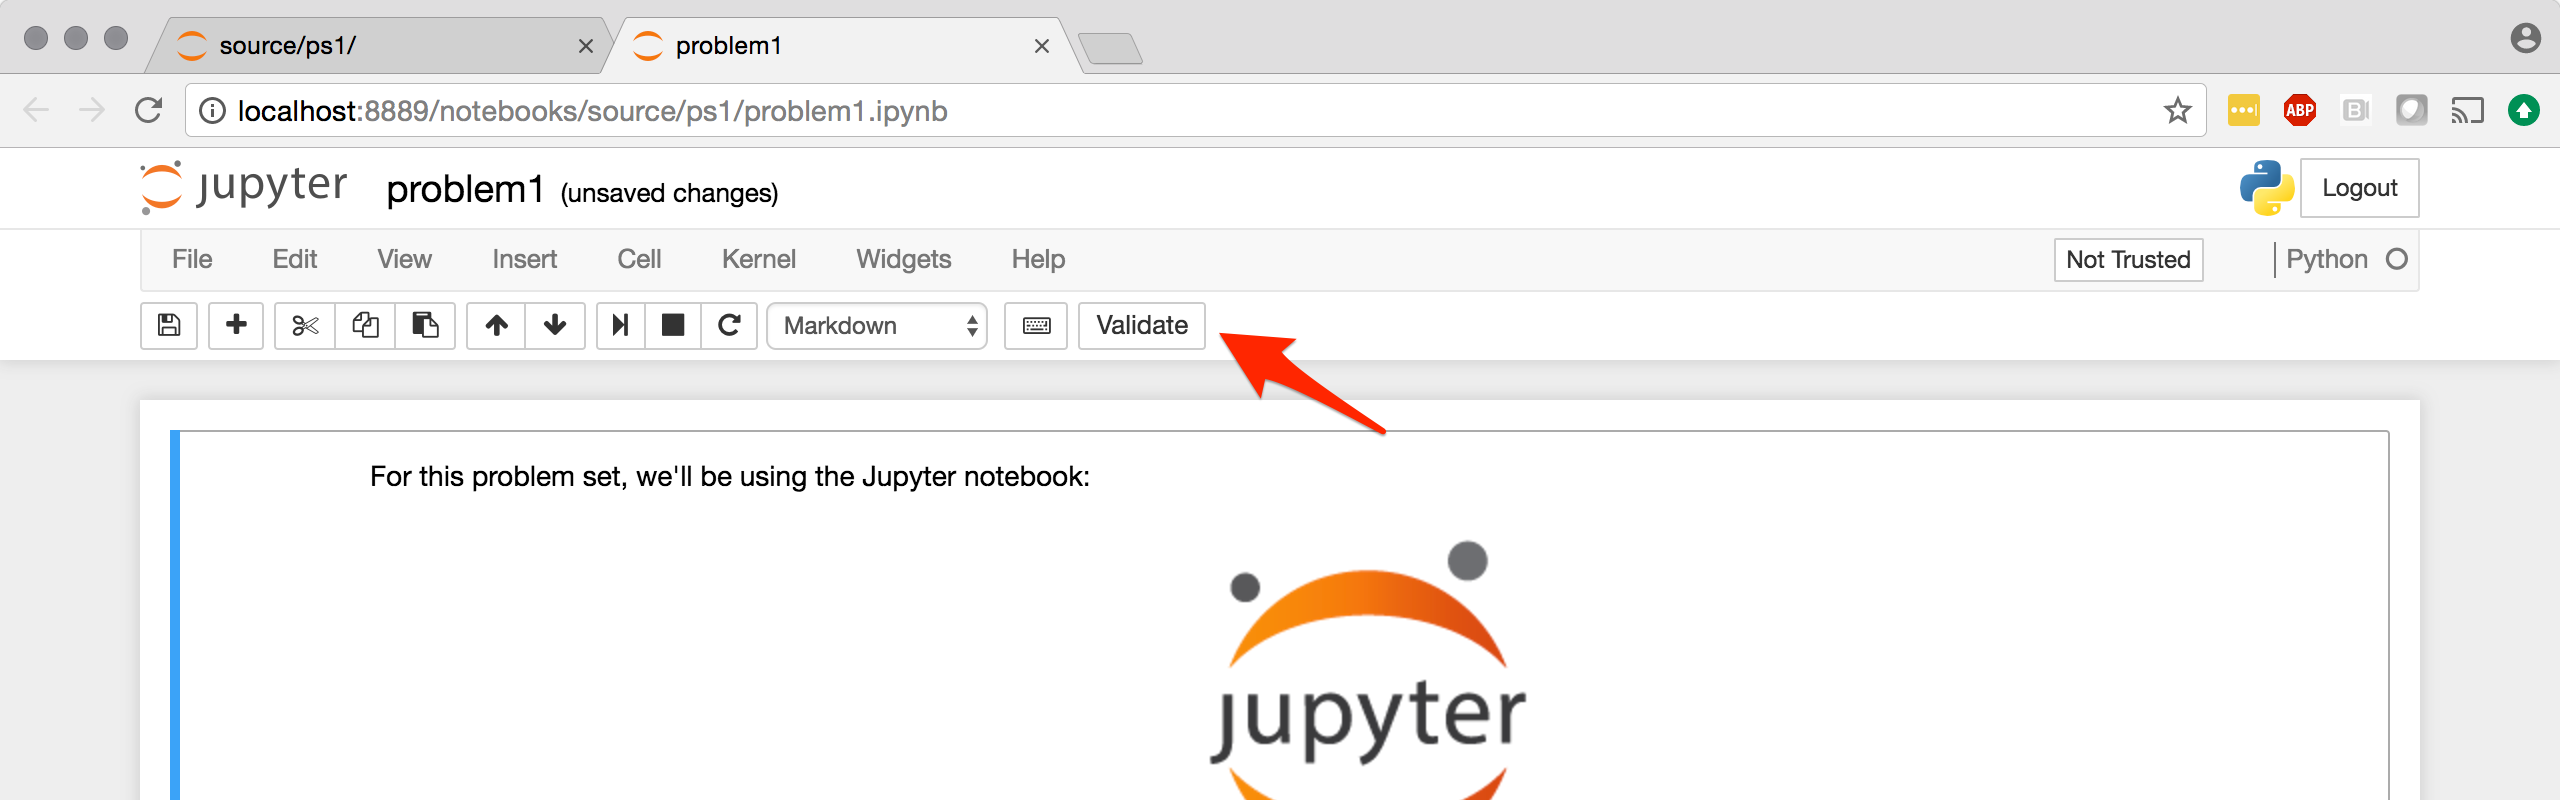 source/ps1/
problem1
localhost:8889/notebooks/source/ps1/problem1.ipynb
ABP
B
jupyter problem1 (unsaved changes)
Logout
File Edit View Insert Cell Kernel Widgets Help
Not Trusted
Python
Markdown
Validate
For this problem set, we'll be using the Jupyter notebook:
jupyter